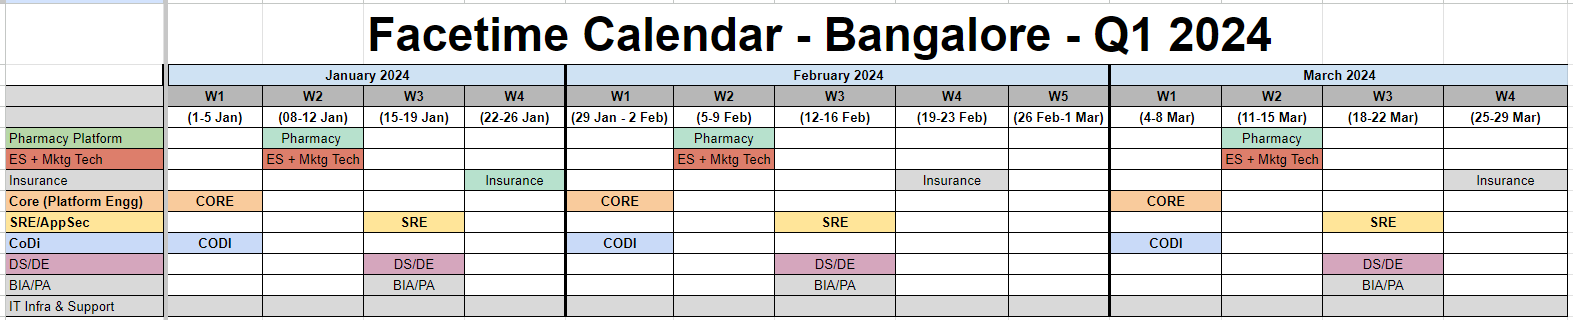 Facetime Calendar - Bangalore - Q1 2024
January 2024 February 2024 March 2024
W1 W2 W3 W4 W1 W2 W3 W4 W5 W1 W2 W3 W4
(1-5 Jan) (08-12 Jan) (15-19 Jan) (22-26 Jan) (29 Jan - 2 Feb) (5-9 Feb) (12-16 Feb) (19-23 Feb) (26 Feb-1 Mar) (4-8 Mar) (11-15 Mar) (18-22 Mar) (25-29 Mar)
Pharmacy Platform Pharmacy Pharmacy Pharmacy
ES + Mktg Tech ES + Mktg Tech ES + Mktg Tech ES + Mktg Tech
Insurance Insurance Insurance Insurance
Core (Platform Engg) CORE CORE CORE
SRE/AppSec SRE SRE SRE
CoDi CODI CODI CODI
DS/DE DS/DE DS/DE DS/DE
BIA/PA BIA/PA BIA/PA BIA/PA
IT Infra & Support